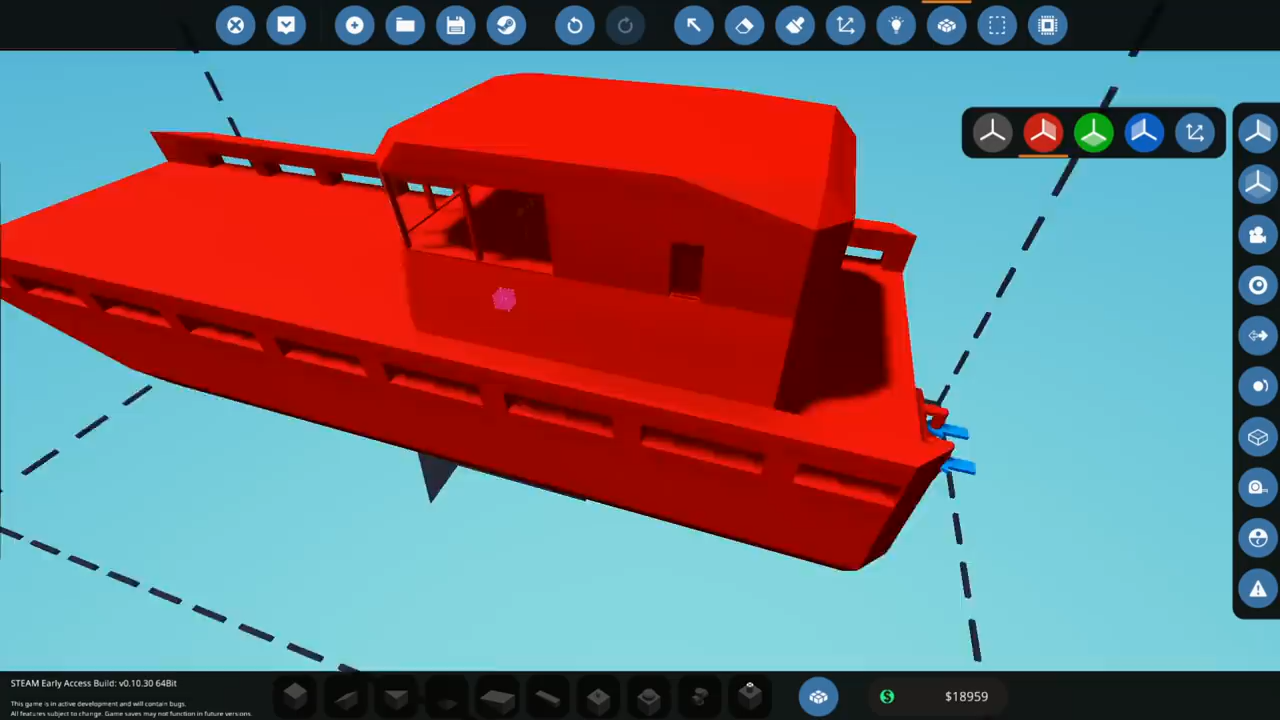 STEAM Early Access Build: v0.10.30 64Bit
This game is in active development and will contain bugs.
All features subject to change. Game saves may not function in future versions.
$18959